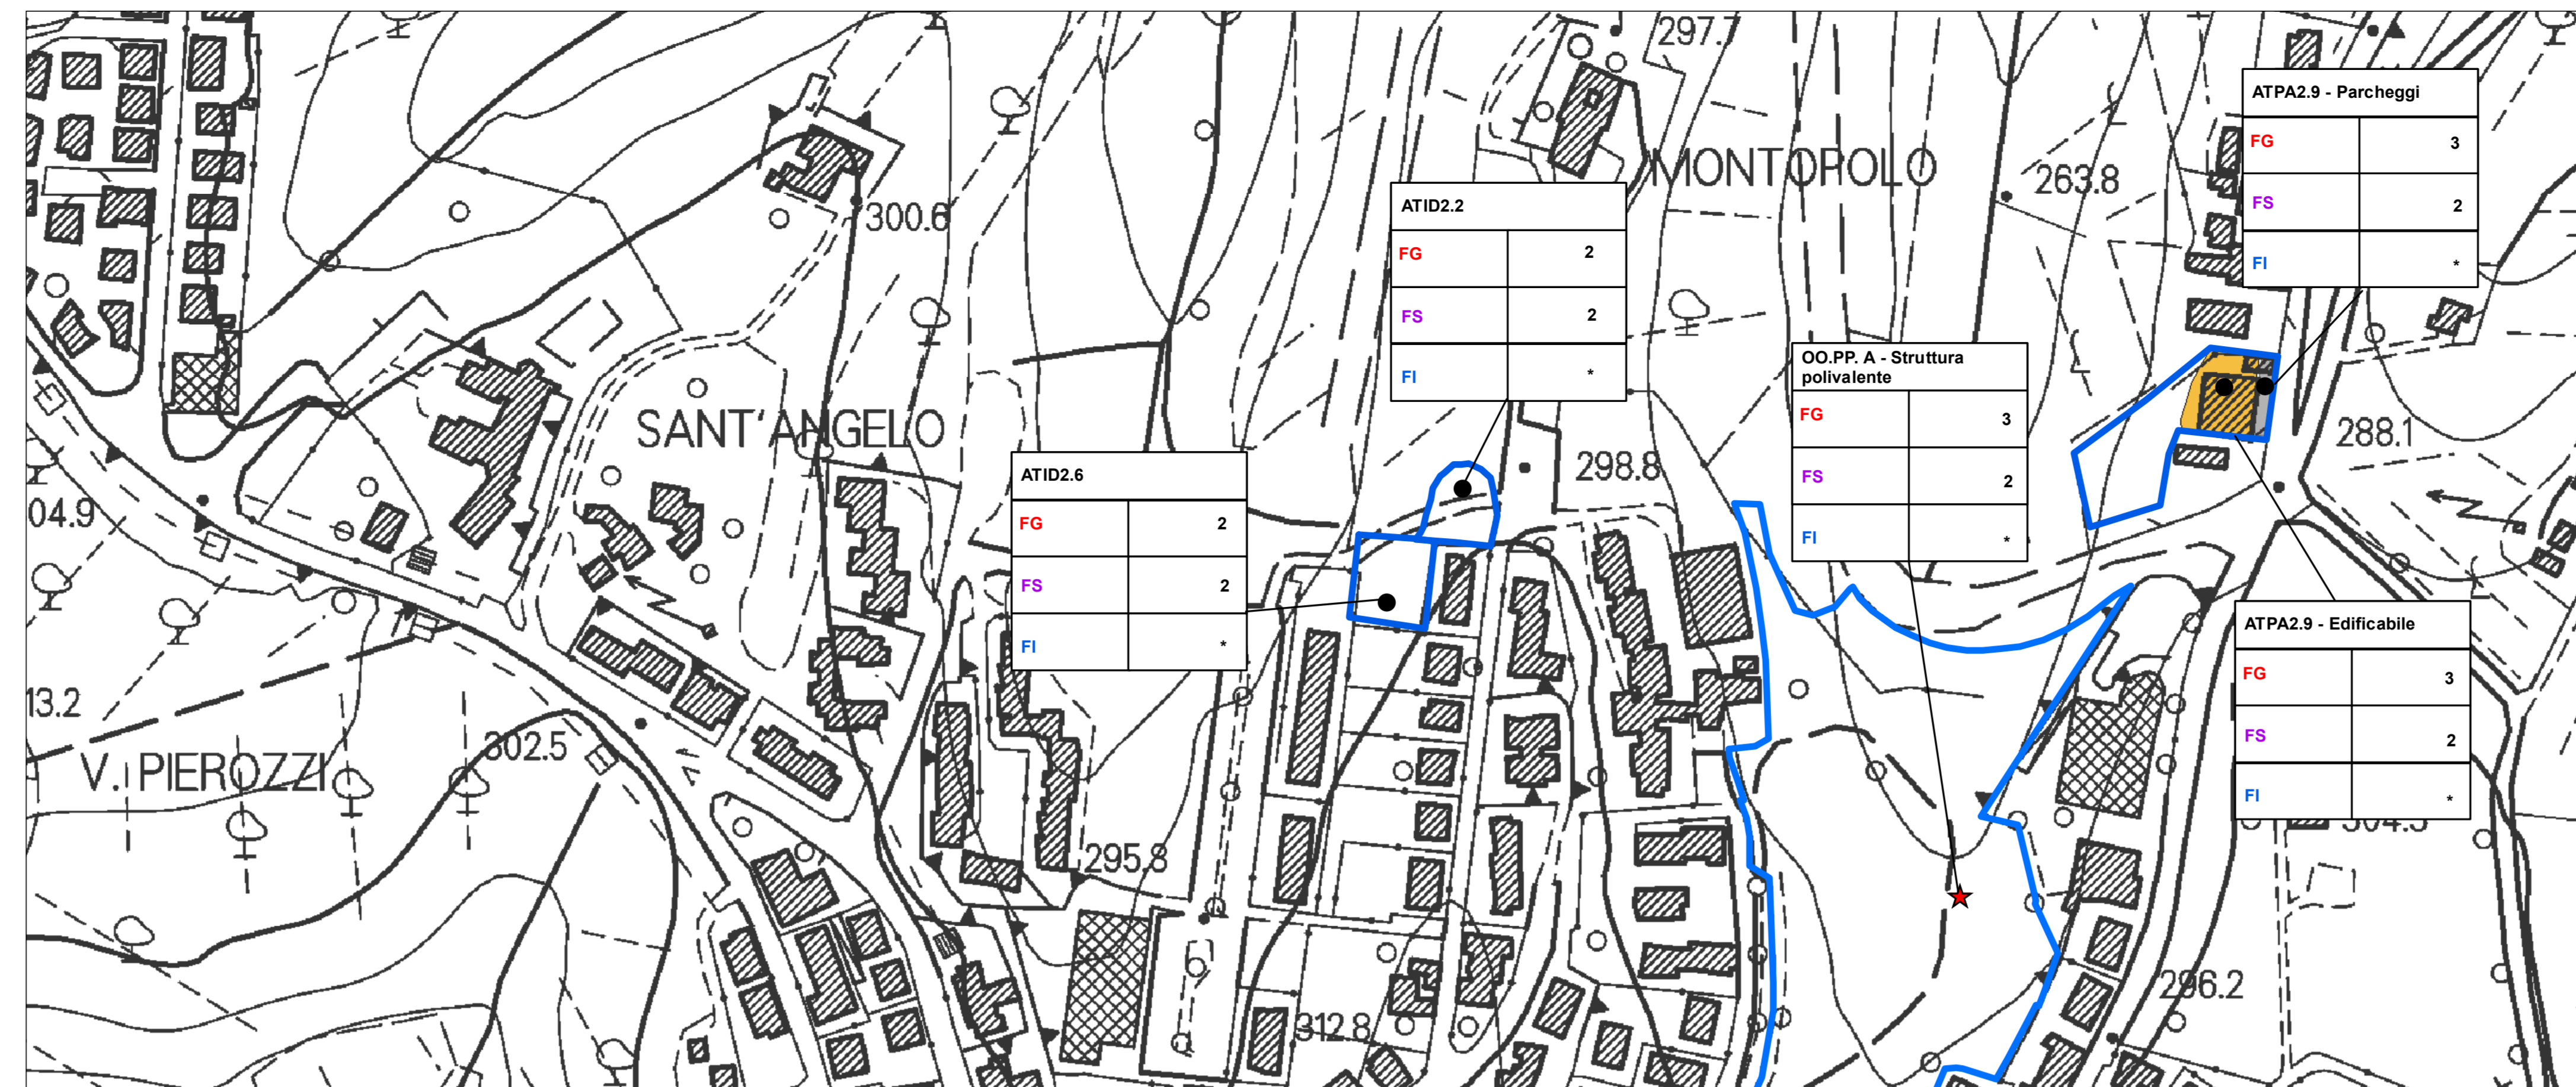 297.7
ATPA2.9 - Parcheggi
FG 3
FS 2
FI *
MONTOPOLO
263.8
300.6
ATID2.2
FG 2
FS 2
FI *
OO.PP. A - Struttura
polivalente
FG 3
FS 2
FI *
SANT'ANGELO
288.1
298.8
ATID2.6
FG 2
FS 2
FI *
04.9
ATPA2.9 - Edificabile
FG 3
FS 2
FI *
13.2
302.5
V. PIEROZZI
295.8
296.2
312.8